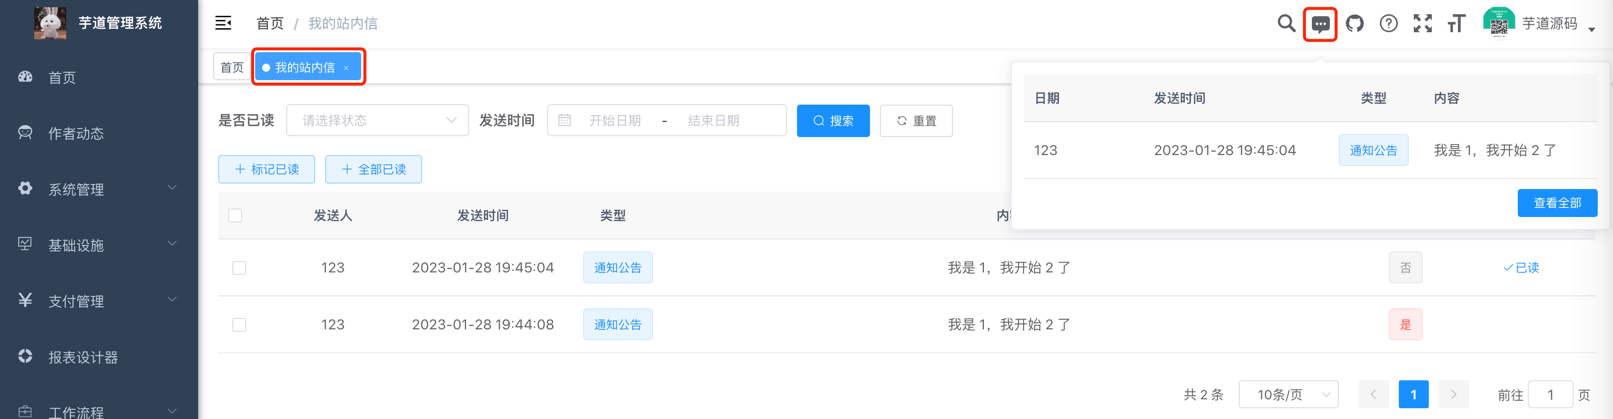 芋道管理系统
首页 / 我的站内信
芋道源码
首页
我的站内信 ×
首页
作者动态
系统管理
基础设施
支付管理
报表设计器
工作流程
是否已读 请选择状态 发送时间 开始日期 - 结束日期 搜索 重置
+ 标记已读 + 全部已读
发送人 发送时间 类型
123 2023-01-28 19:45:04 通知公告 我是 1，我开始 2 了 否 已读
123 2023-01-28 19:44:08 通知公告 我是 1，我开始 2 了 是
共 2 条 10条/页 < 1 > 前往 1 页
日期 发送时间 类型 内容
123 2023-01-28 19:45:04 通知公告 我是 1，我开始 2 了
查看全部